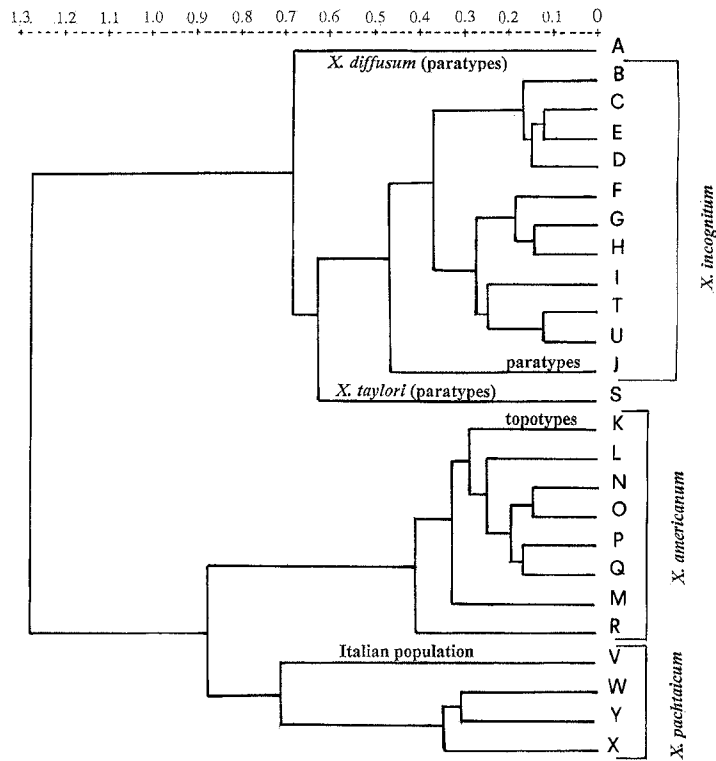 1.3 1.2 1.1 1.0 0.9 0.8 0.7 0.6 0.5 0.4 0.3 0.2 0.1 0
A
X. diffusum (paratypes)
B
C
E
D
F
G
H
I
T
U
paratypes J
X. incognitum
X. taylori (paratypes) S
topotypes K
L
N
O
P
Q
M
R
X. americanum
Italian population V
W
Y
X
X. pachtaicum